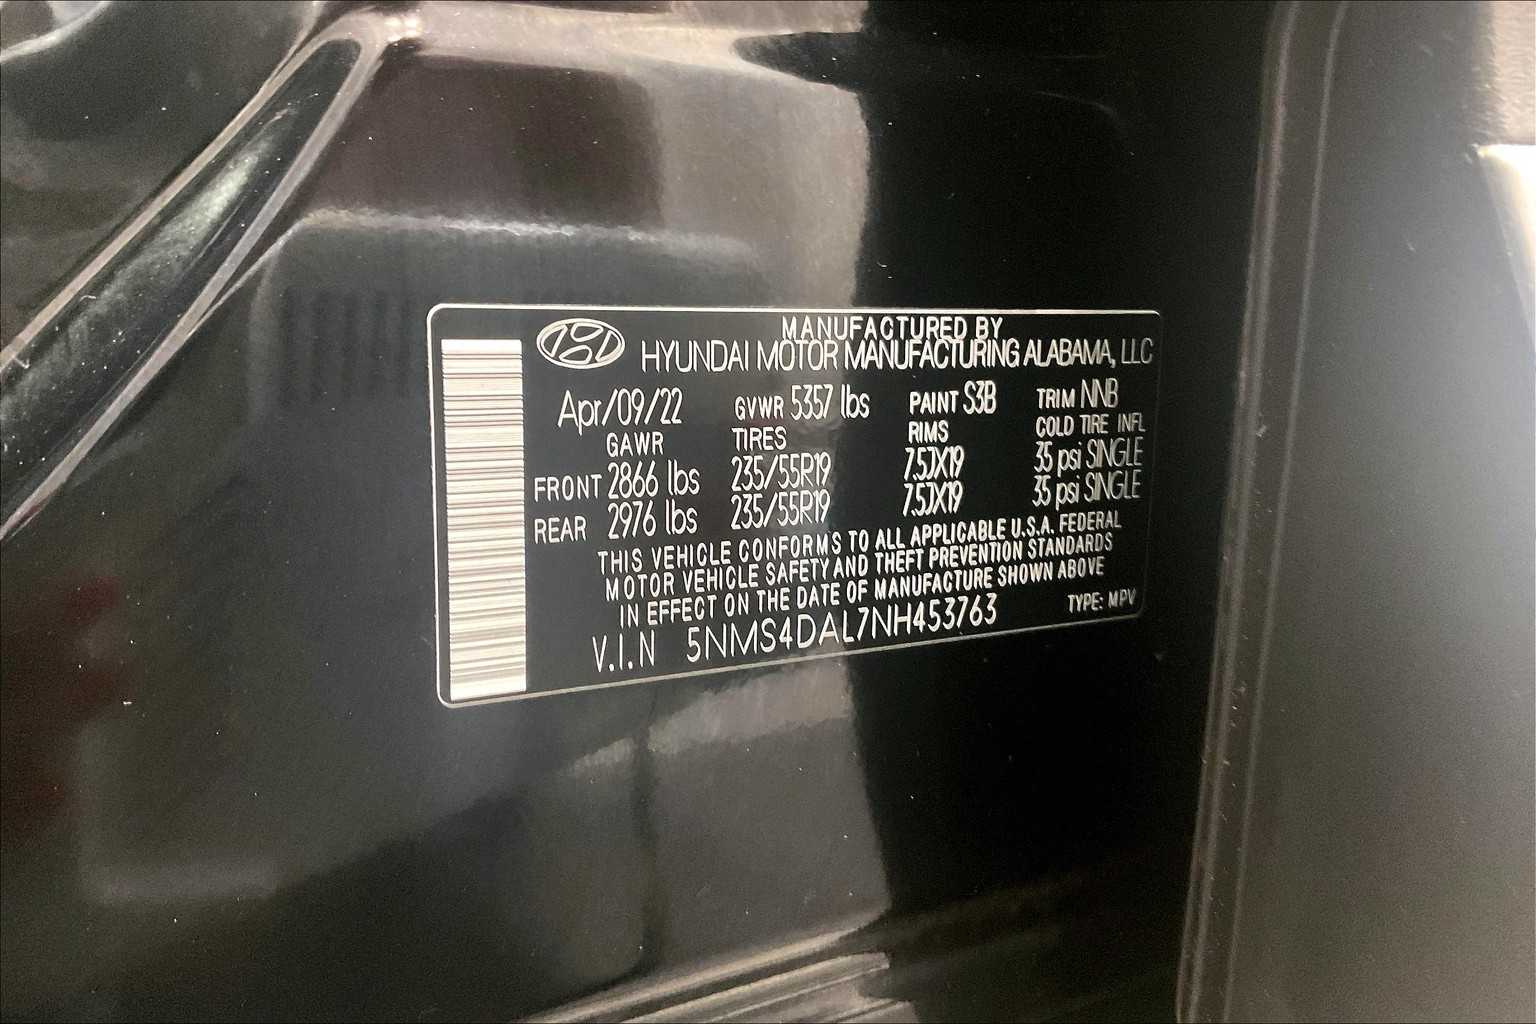 MANUFACTURED BY
HYUNDAI MOTOR MANUFACTURING ALABAMA, LLC
Apr/09/22 GVWR 5357 lbs PAINT S3B TRIM NNB
GAWR TIRES RIMS COLD TIRE INFL
FRONT 2866 lbs 235/55R19 7.5JX19 35 psi SINGLE
REAR 2976 lbs 235/55R19 7.5JX19 35 psi SINGLE
THIS VEHICLE CONFORMS TO ALL APPLICABLE U.S.A. FEDERAL
MOTOR VEHICLE SAFETY AND THEFT PREVENTION STANDARDS
IN EFFECT ON THE DATE OF MANUFACTURE SHOWN ABOVE
V.I.N 5NMS4DAL7NH453763 TYPE: MPV